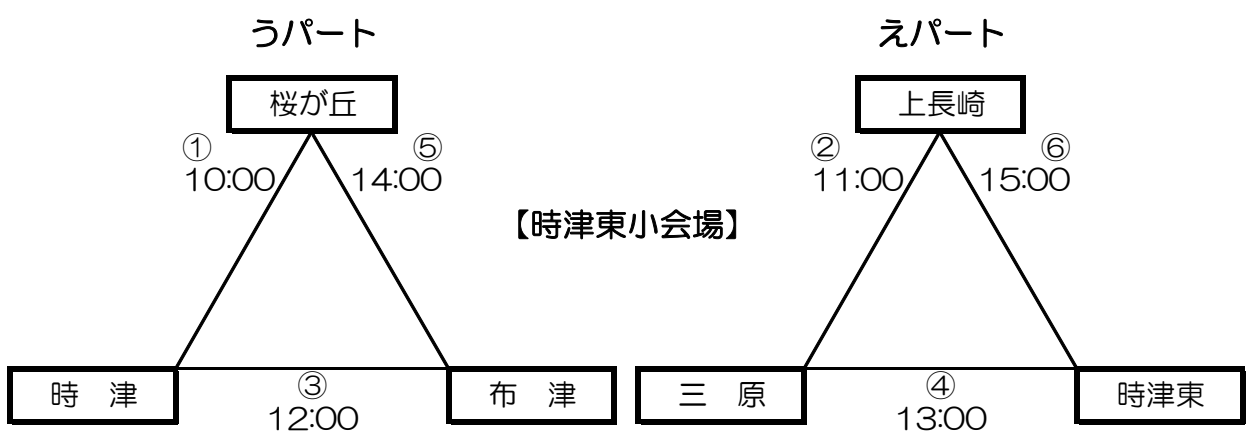 うパート
えパート
桜が丘
上長崎
① ⑤
10:00 14:00
② ⑥
11:00 15:00
【時津東小会場】
時　津
③
12:00
布　津
三　原
④
13:00
時津東